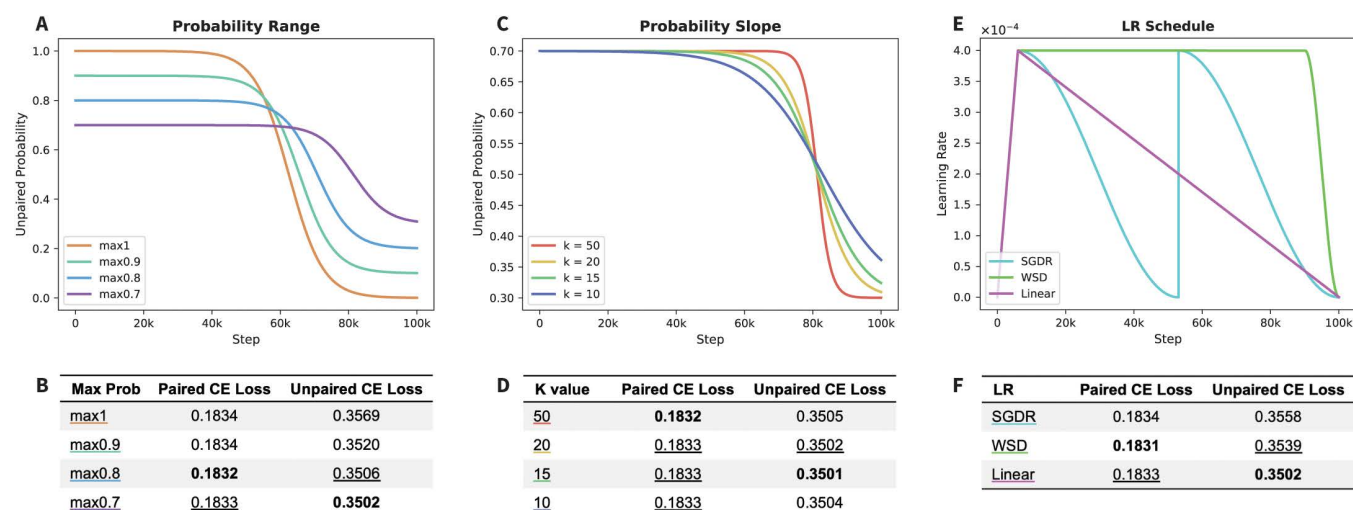 A
Probability Range
Unpaired Probability
1.0
0.8
0.6
0.4
0.2
0.0
max1
max0.9
max0.8
max0.7
0
20k
40k
60k
80k
100k
Step
B
Max Prob Paired CE Loss Unpaired CE Loss
max1 0.1834 0.3569
max0.9 0.1834 0.3520
max0.8 0.1832 0.3506
max0.7 0.1833 0.3502
C
Probability Slope
Unpaired Probability
0.70
0.65
0.60
0.55
0.50
0.45
0.40
0.35
0.30
k = 50
k = 20
k = 15
k = 10
0
20k
40k
60k
80k
100k
Step
D
K value Paired CE Loss Unpaired CE Loss
50 0.1832 0.3505
20 0.1833 0.3502
15 0.1833 0.3501
10 0.1833 0.3504
E
LR Schedule
×10⁻⁴
Learning Rate
4.0
3.5
3.0
2.5
2.0
1.5
1.0
0.5
0.0
SGDR
WSD
Linear
0
20k
40k
60k
80k
100k
Step
F
LR Paired CE Loss Unpaired CE Loss
SGDR 0.1834 0.3558
WSD 0.1831 0.3539
Linear 0.1833 0.3502